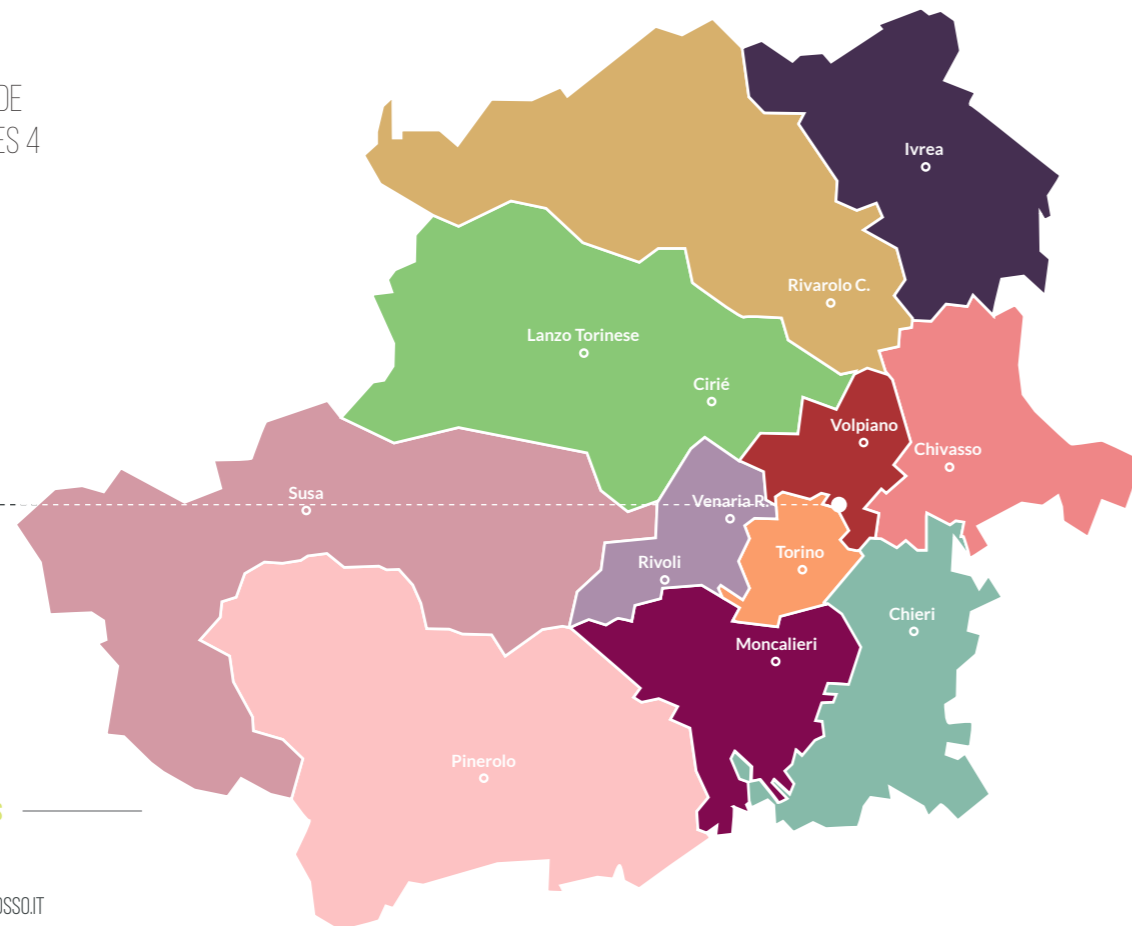 DE
ES 4
Ivrea
Rivarolo C.
Lanzo Torinese
Cirié
Volpiano
Chivasso
Susa
Venaria R.
Torino
Rivoli
Chieri
Moncalieri
Pinerolo
S
OSSO.IT